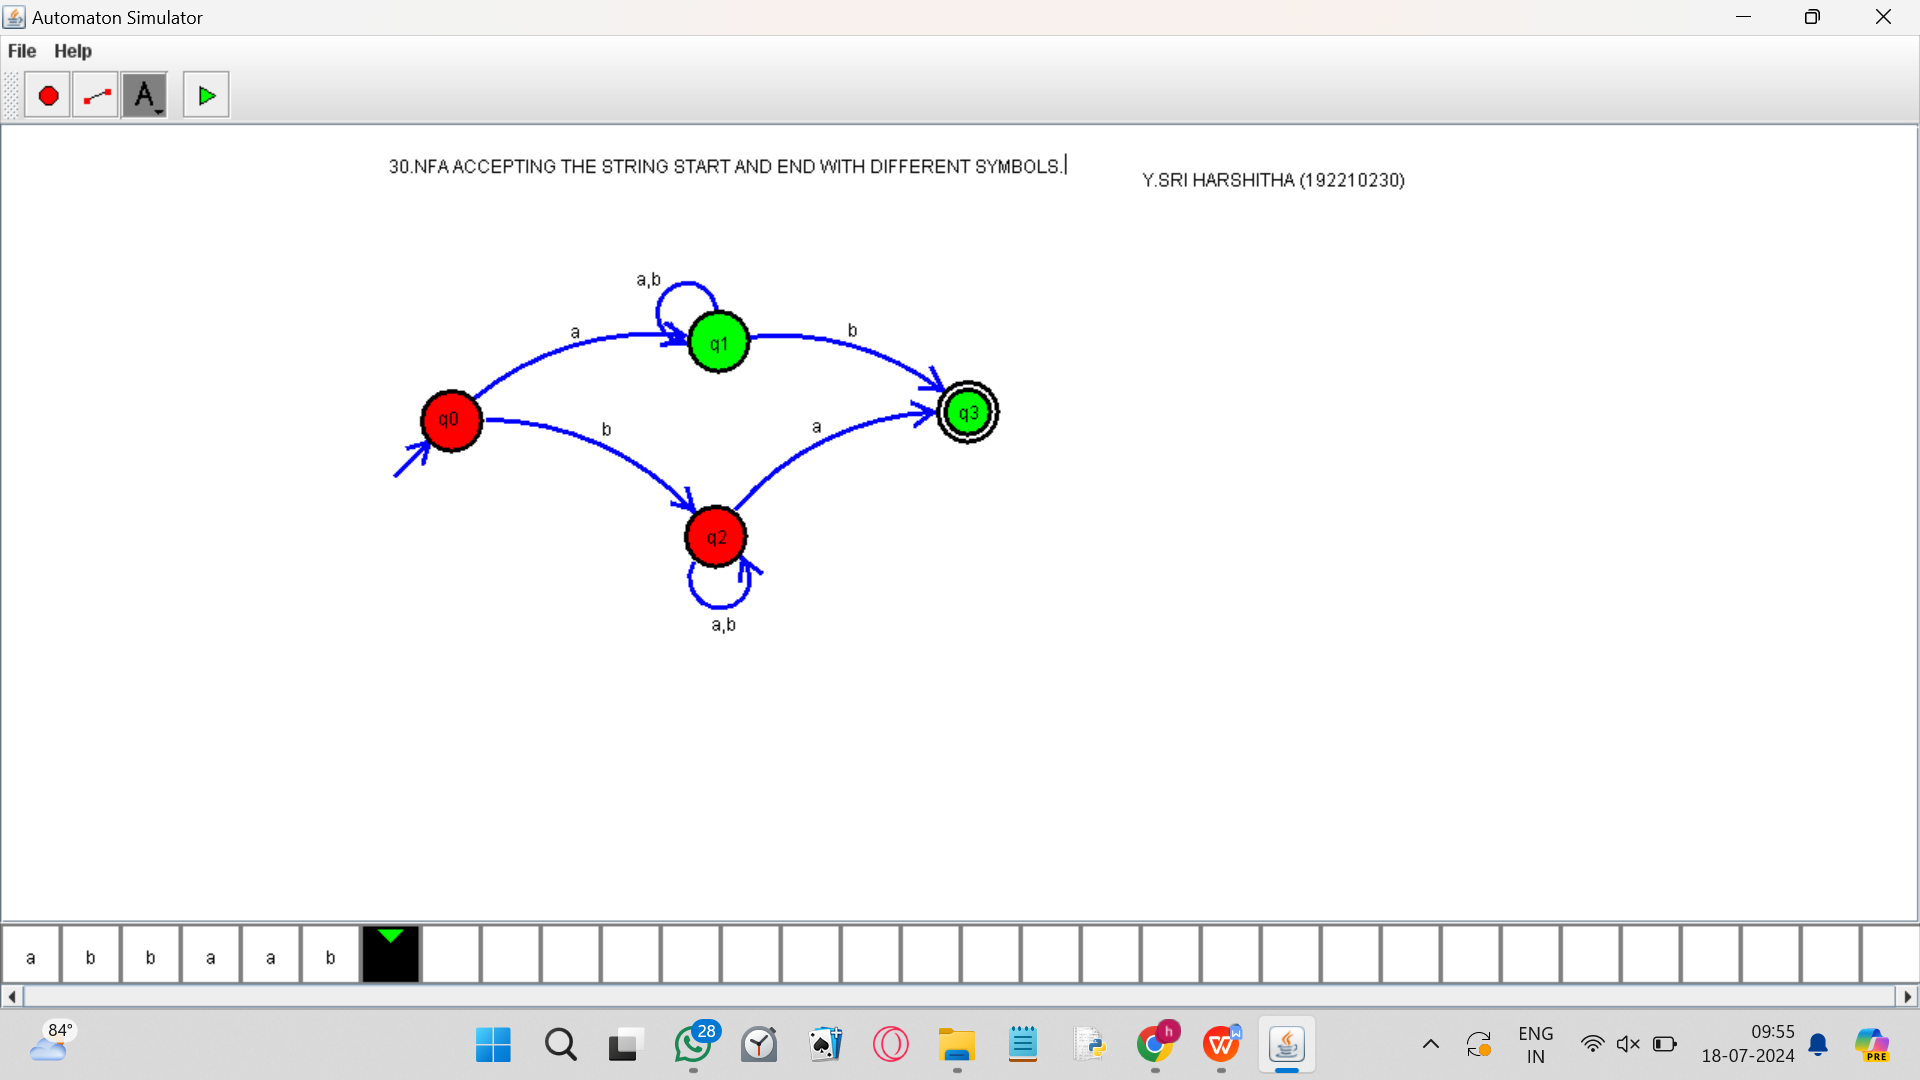 Automaton Simulator
File Help
A
30.NFA ACCEPTING THE STRING START AND END WITH DIFFERENT SYMBOLS.
Y.SRI HARSHITHA (192210230)
a,b
a
q1
b
q0
b
a
q3
q2
a,b
a b b a a b
84°
28
h
W
W
ENG
IN
09:55
18-07-2024
PRE